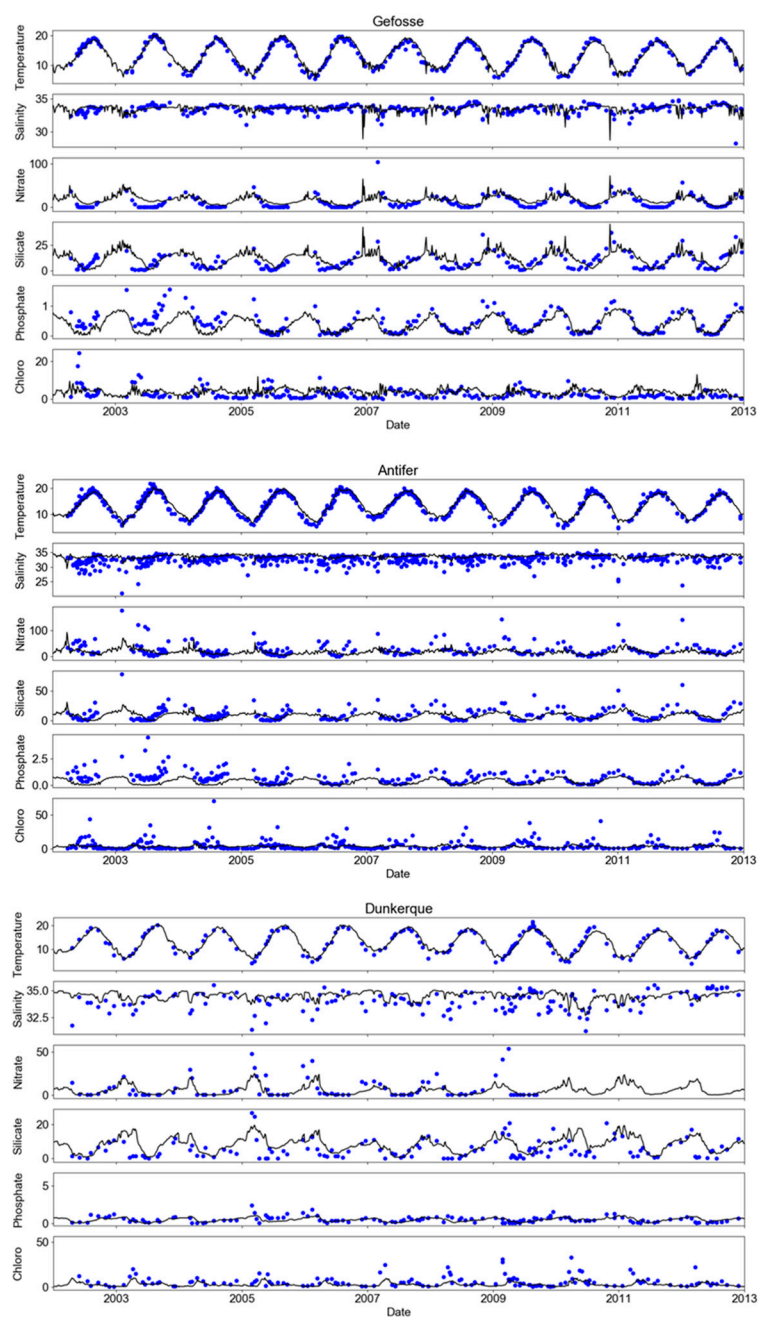 Gefosse
Temperature
20
10
Salinity
35
30
Nitrate
100
0
Silicate
25
0
Phosphate
1
0
Chloro
20
0
2003 2005 2007 2009 2011 2013
Date
Antifer
Temperature
20
10
Salinity
35
30
25
Nitrate
100
0
Silicate
50
0
Phosphate
2.5
0.0
Chloro
50
0
2003 2005 2007 2009 2011 2013
Date
Dunkerque
Temperature
20
10
Salinity
35.0
32.5
Nitrate
50
0
Silicate
20
0
Phosphate
5
0
Chloro
50
0
2003 2005 2007 2009 2011 2013
Date